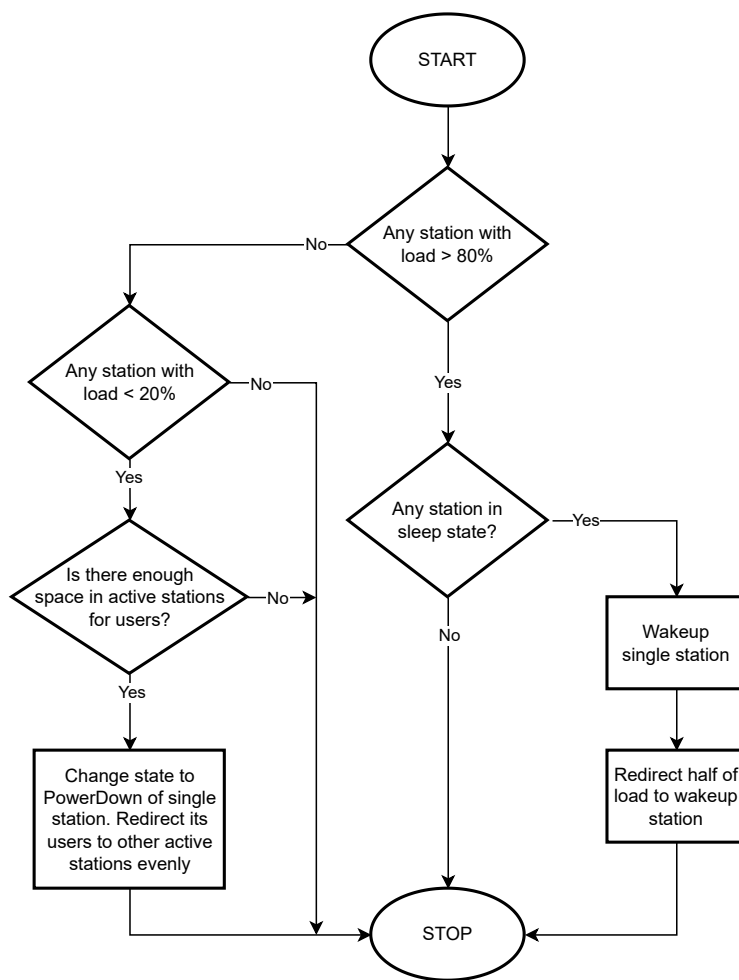 START
Any station with
load > 80%
No
Any station with
load < 20%
No
Yes
Yes
Any station in
sleep state?
Yes
Is there enough
space in active stations
for users?
No
No
Wakeup
single station
Yes
Change state to
PowerDown of single
station. Redirect its
users to other active
stations evenly
Redirect half of
load to wakeup
station
STOP